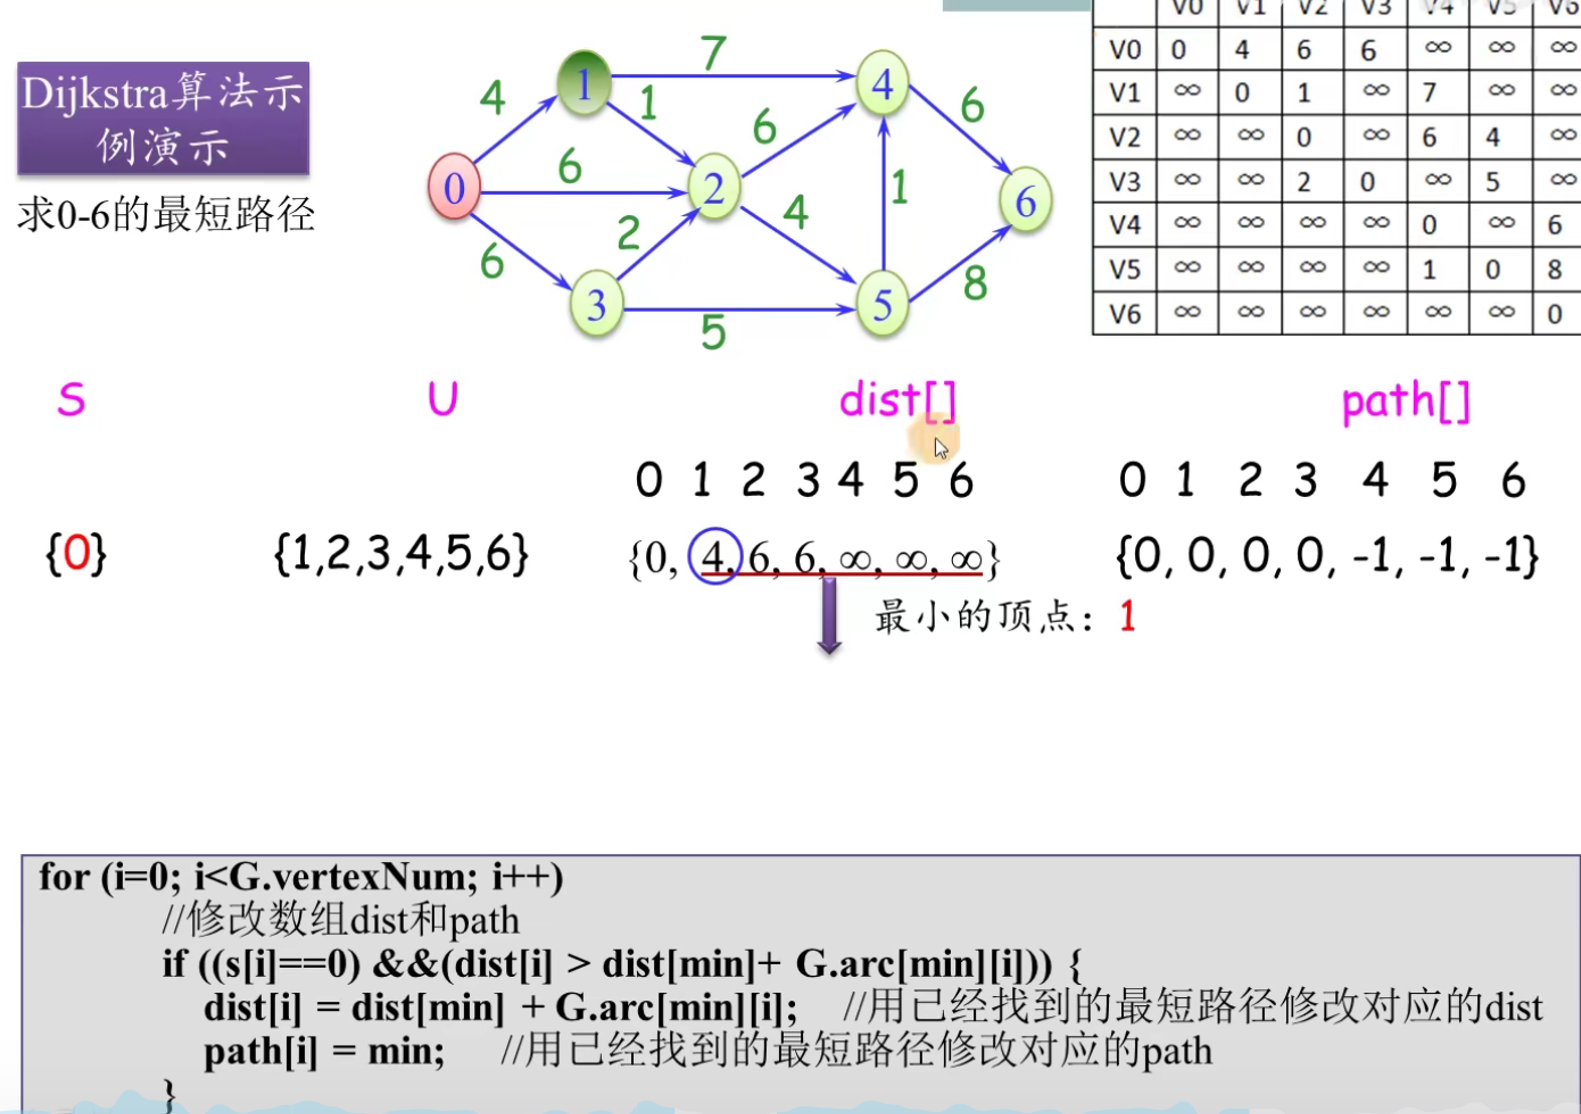 V0 V1 V2 V3 V4 V5 V6
V0 0 4 6 6 ∞ ∞ ∞
V1 ∞ 0 1 ∞ 7 ∞ ∞
V2 ∞ ∞ 0 ∞ 6 4 ∞
V3 ∞ ∞ 2 0 ∞ 5 ∞
V4 ∞ ∞ ∞ ∞ 0 ∞ 6
V5 ∞ ∞ ∞ ∞ 1 0 8
V6 ∞ ∞ ∞ ∞ ∞ ∞ 0
Dijkstra算法示
例演示
求0-6的最短路径
7
4 1 1 4
6 6
6
0 2 1 6
2 4
6 8
3 5
5
S U dist[] path[]
0 1 2 3 4 5 6 0 1 2 3 4 5 6
{0} {1,2,3,4,5,6} {0, 4, 6, 6, ∞, ∞, ∞} {0, 0, 0, 0, -1, -1, -1}
最小的顶点：1
for (i=0; i<G.vertexNum; i++)
//修改数组dist和path
if ((s[i]==0) &&(dist[i] > dist[min]+ G.arc[min][i])) {
dist[i] = dist[min] + G.arc[min][i]; //用已经找到的最短路径修改对应的dist
path[i] = min; //用已经找到的最短路径修改对应的path
}